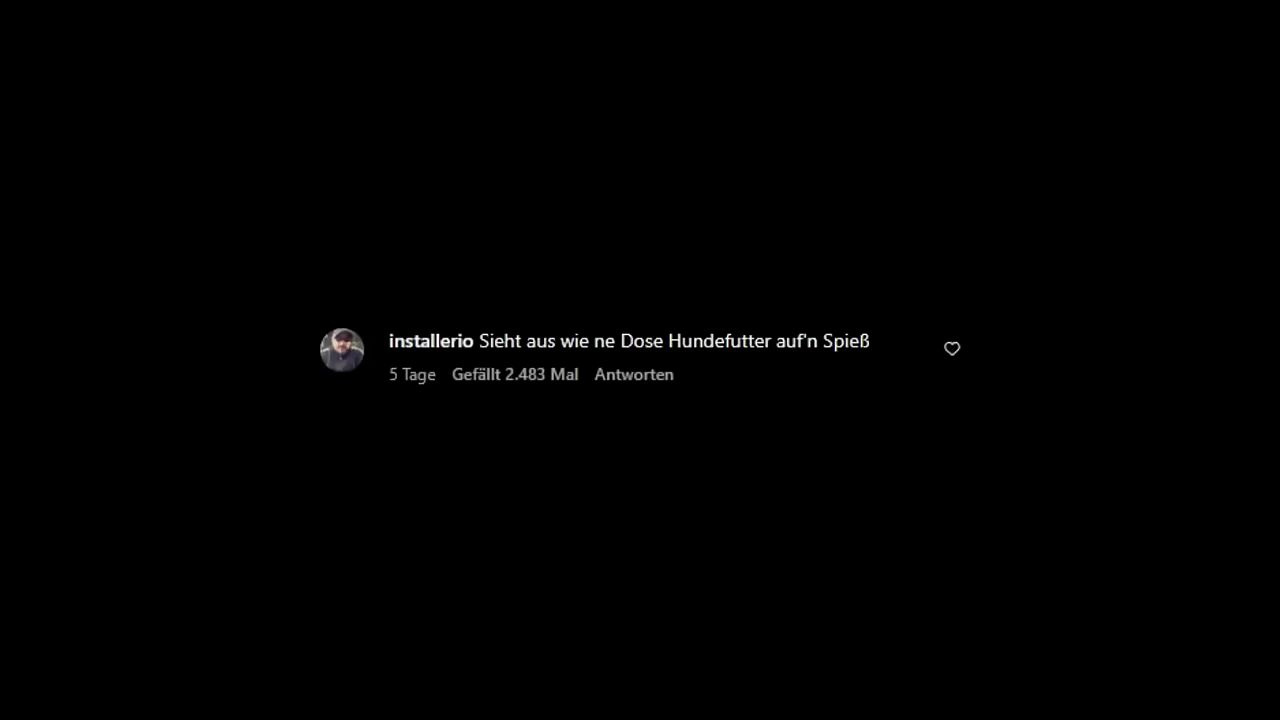 installerio Sieht aus wie ne Dose Hundefutter auf'n Spieß
5 Tage Gefällt 2.483 Mal Antworten